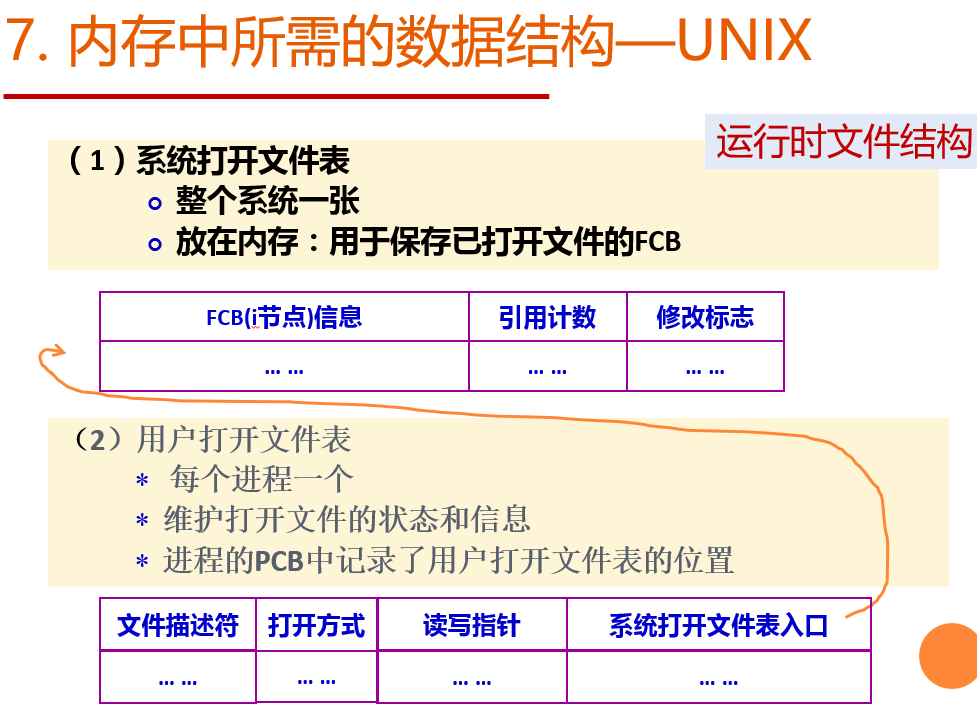 7. 内存中所需的数据结构—UNIX
运行时文件结构
（1）系统打开文件表
整个系统一张
放在内存：用于保存已打开文件的FCB
FCB(i节点)信息 引用计数 修改标志
… … … … … …
（2）用户打开文件表
* 每个进程一个
* 维护打开文件的状态和信息
* 进程的PCB中记录了用户打开文件表的位置
文件描述符 打开方式 读写指针 系统打开文件表入口
… … … … … … … …